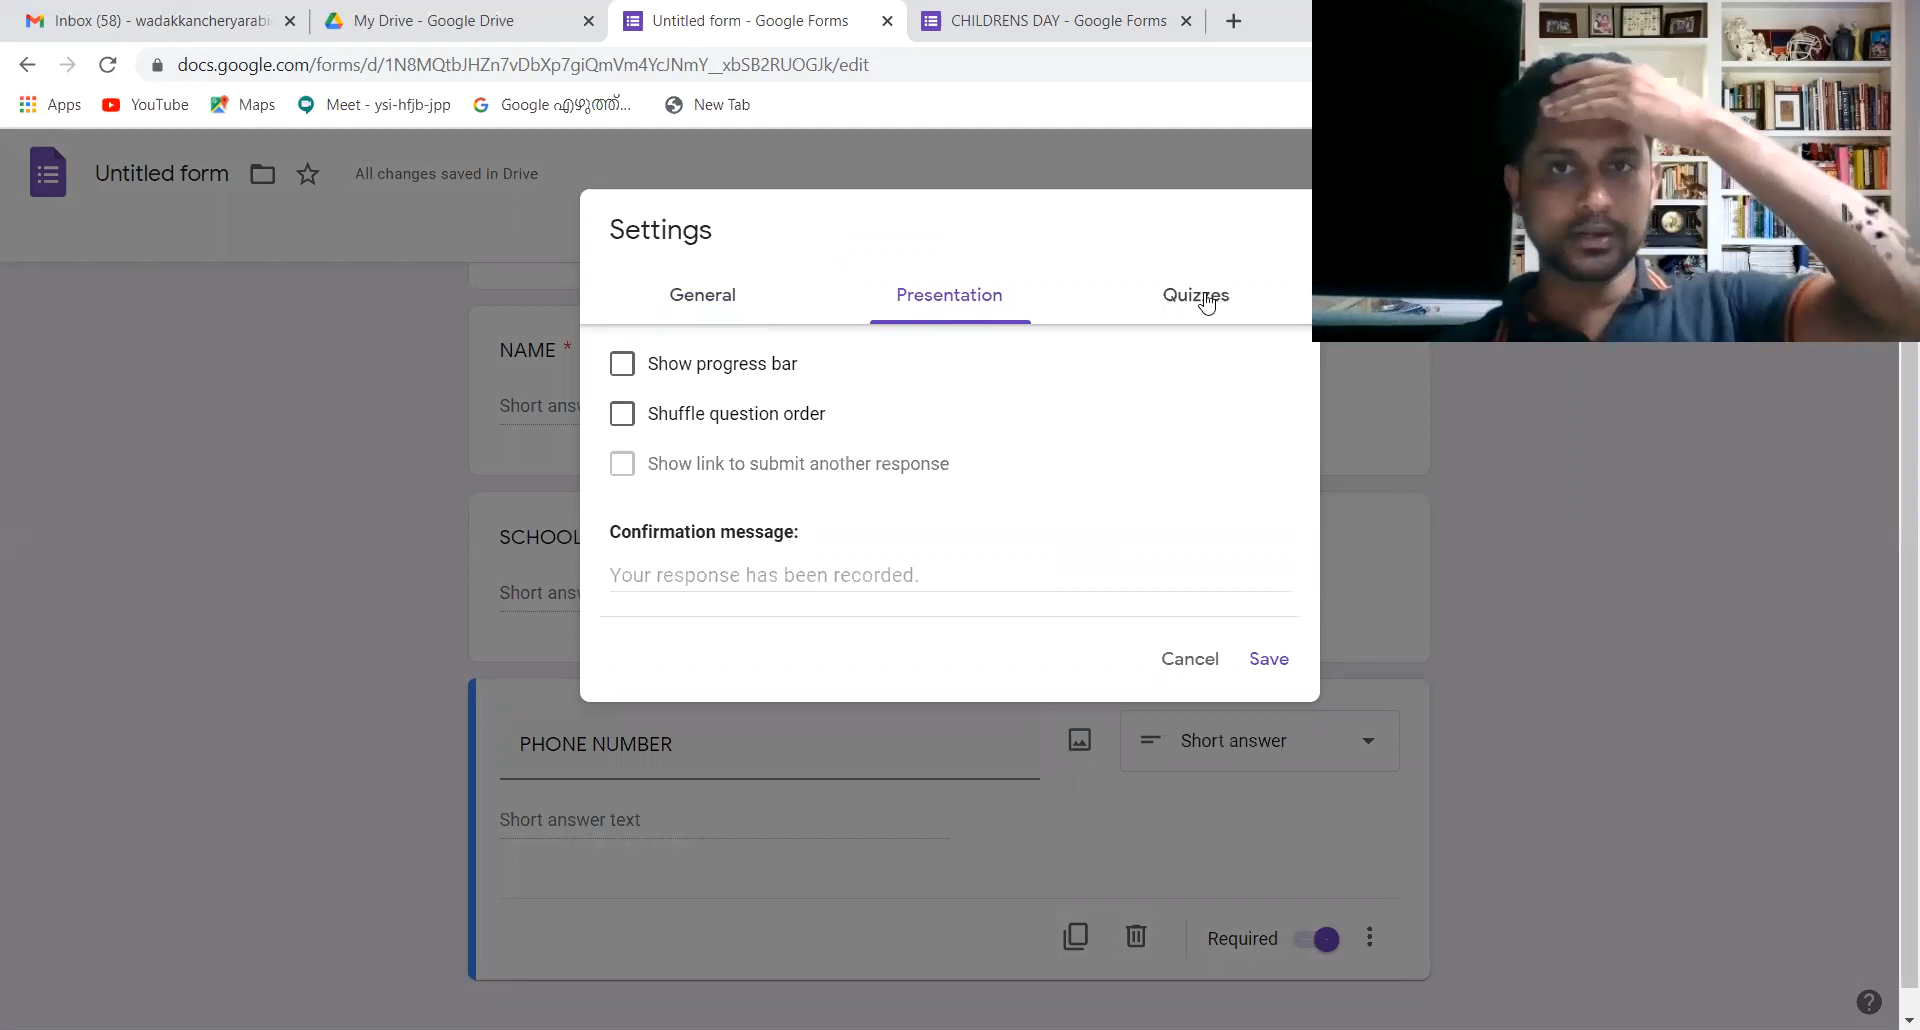 Inbox (58) - wadakkancheryarabi
My Drive - Google Drive
Untitled form - Google Forms
CHILDRENS DAY - Google Forms
docs.google.com/forms/d/1N8MQtbJHZn7vDbXp7giQmVm4YcJNmY__xbSB2RUOGJk/edit
Apps
YouTube
Maps
Meet - ysi-hfjb-jpp
Google എഴുത്ത്...
New Tab
Untitled form
All changes saved in Drive
Settings
General
Presentation
Quizzes
Show progress bar
Shuffle question order
Show link to submit another response
Confirmation message:
Your response has been recorded.
Cancel
Save
NAME *
Short answ
SCHOOL
Short answ
PHONE NUMBER
Short answer
Short answer text
Required